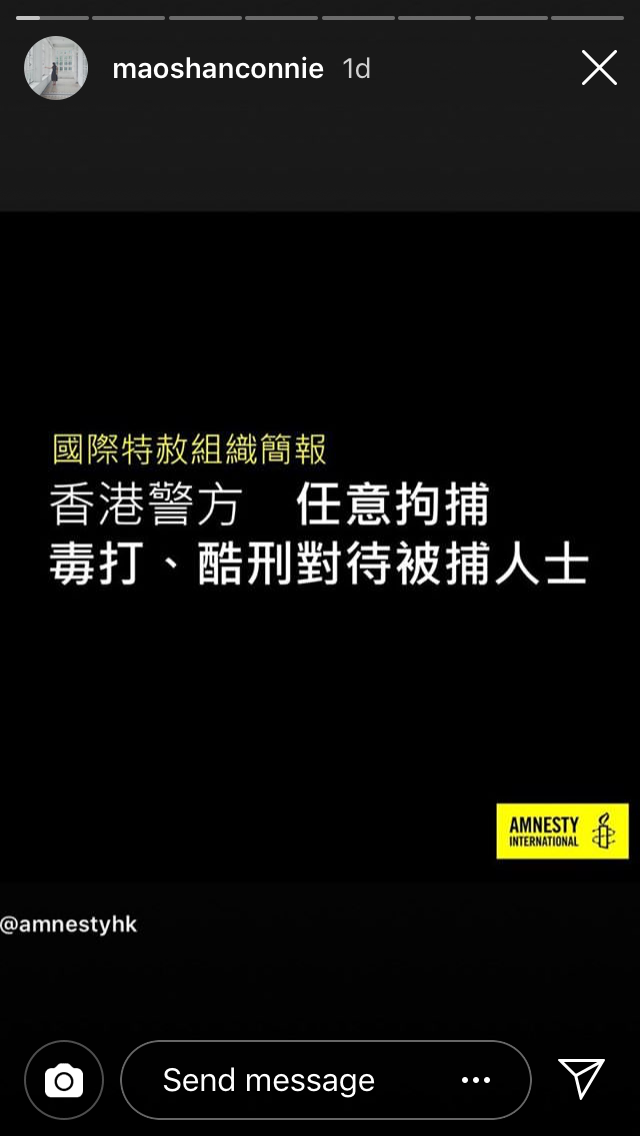 maoshanconnie 1d
國際特赦組織簡報
香港警方 任意拘捕
毒打、酷刑對待被捕人士
AMNESTY
INTERNATIONAL
@amnestyhk
Send message